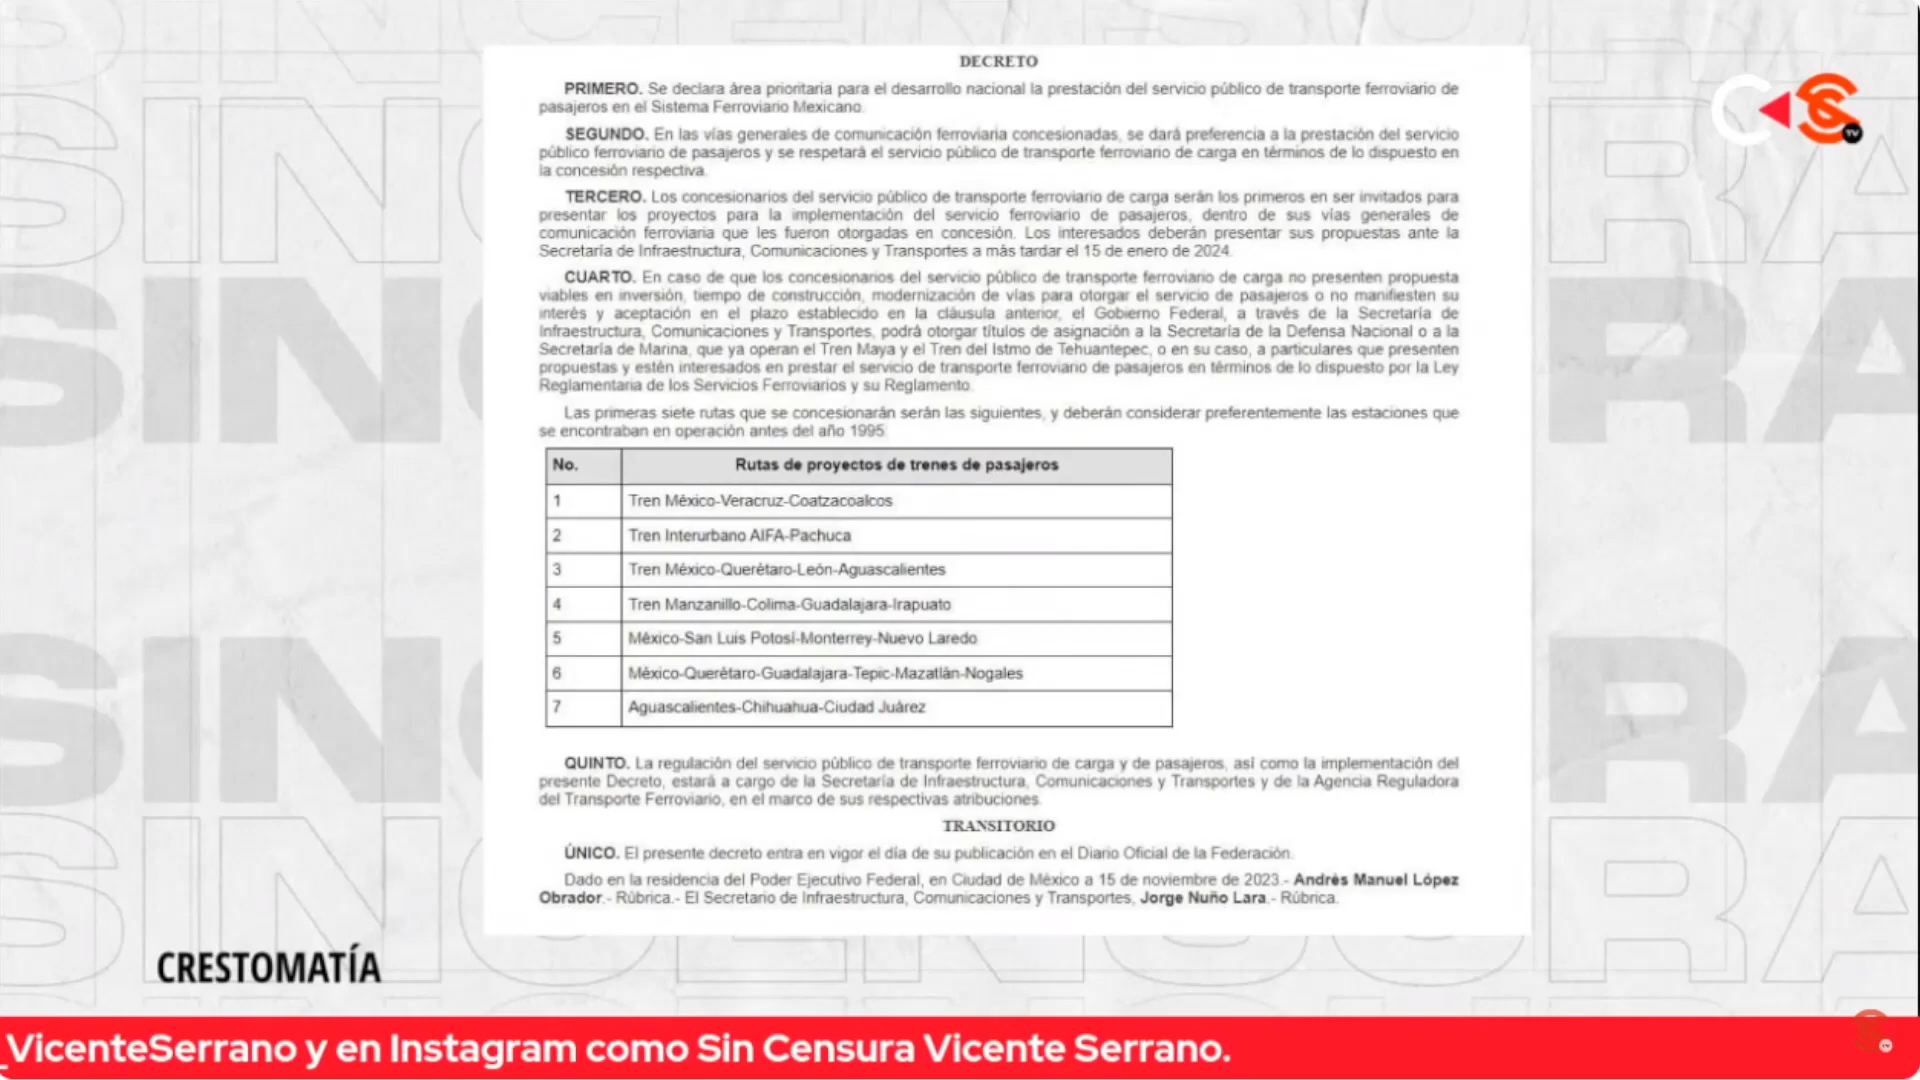 DECRETO
PRIMERO. Se declara área prioritaria para el desarrollo nacional la prestación del servicio público de transporte ferroviario de
pasajeros en el Sistema Ferroviario Mexicano.
SEGUNDO. En las vías generales de comunicación ferroviaria concesionadas, se dará preferencia a la prestación del servicio
público ferroviario de pasajeros y se respetará el servicio público de transporte ferroviario de carga en términos de lo dispuesto en
la concesión respectiva.
TERCERO. Los concesionarios del servicio público de transporte ferroviario de carga serán los primeros en ser invitados para
presentar los proyectos para la implementación del servicio ferroviario de pasajeros, dentro de sus vías generales de
comunicación ferroviaria que les fueron otorgadas en concesión. Los interesados deberán presentar sus propuestas ante la
Secretaría de Infraestructura, Comunicaciones y Transportes a más tardar el 15 de enero de 2024.
CUARTO. En caso de que los concesionarios del servicio público de transporte ferroviario de carga no presenten propuesta
viables en inversión, tiempo de construcción, modernización de vías para otorgar el servicio de pasajeros o no manifiesten su
interés y aceptación en el plazo establecido en la cláusula anterior, el Gobierno Federal, a través de la Secretaría de
Infraestructura, Comunicaciones y Transportes, podrá otorgar títulos de asignación a la Secretaría de la Defensa Nacional o a la
Secretaría de Marina, que ya operan el Tren Maya y el Tren del Istmo de Tehuantepec, o en su caso, a particulares que presenten
propuestas y estén interesados en prestar el servicio de transporte ferroviario de pasajeros en términos de lo dispuesto por la Ley
Reglamentaria de los Servicios Ferroviarios y su Reglamento.
Las primeras siete rutas que se concesionarán serán las siguientes, y deberán considerar preferentemente las estaciones que
se encontraban en operación antes del año 1995:
No. Rutas de proyectos de trenes de pasajeros
1 Tren México-Veracruz-Coatzacoalcos
2 Tren Interurbano AIFA-Pachuca
3 Tren México-Querétaro-León-Aguascalientes
4 Tren Manzanillo-Colima-Guadalajara-Irapuato
5 México-San Luis Potosí-Monterrey-Nuevo Laredo
6 México-Querétaro-Guadalajara-Tepic-Mazatlán-Nogales
7 Aguascalientes-Chihuahua-Ciudad Juárez
QUINTO. La regulación del servicio público de transporte ferroviario de carga y de pasajeros, así como la implementación del
presente Decreto, estará a cargo de la Secretaría de Infraestructura, Comunicaciones y Transportes y de la Agencia Reguladora
del Transporte Ferroviario, en el marco de sus respectivas atribuciones.
TRANSITORIO
ÚNICO. El presente decreto entra en vigor el día de su publicación en el Diario Oficial de la Federación.
Dado en la residencia del Poder Ejecutivo Federal, en Ciudad de México a 15 de noviembre de 2023.- Andrés Manuel López
Obrador.- Rúbrica.- El Secretario de Infraestructura, Comunicaciones y Transportes, Jorge Nuño Lara.- Rúbrica.
CRESTOMATÍA
_VicenteSerrano y en Instagram como Sin Censura Vicente Serrano.
TV